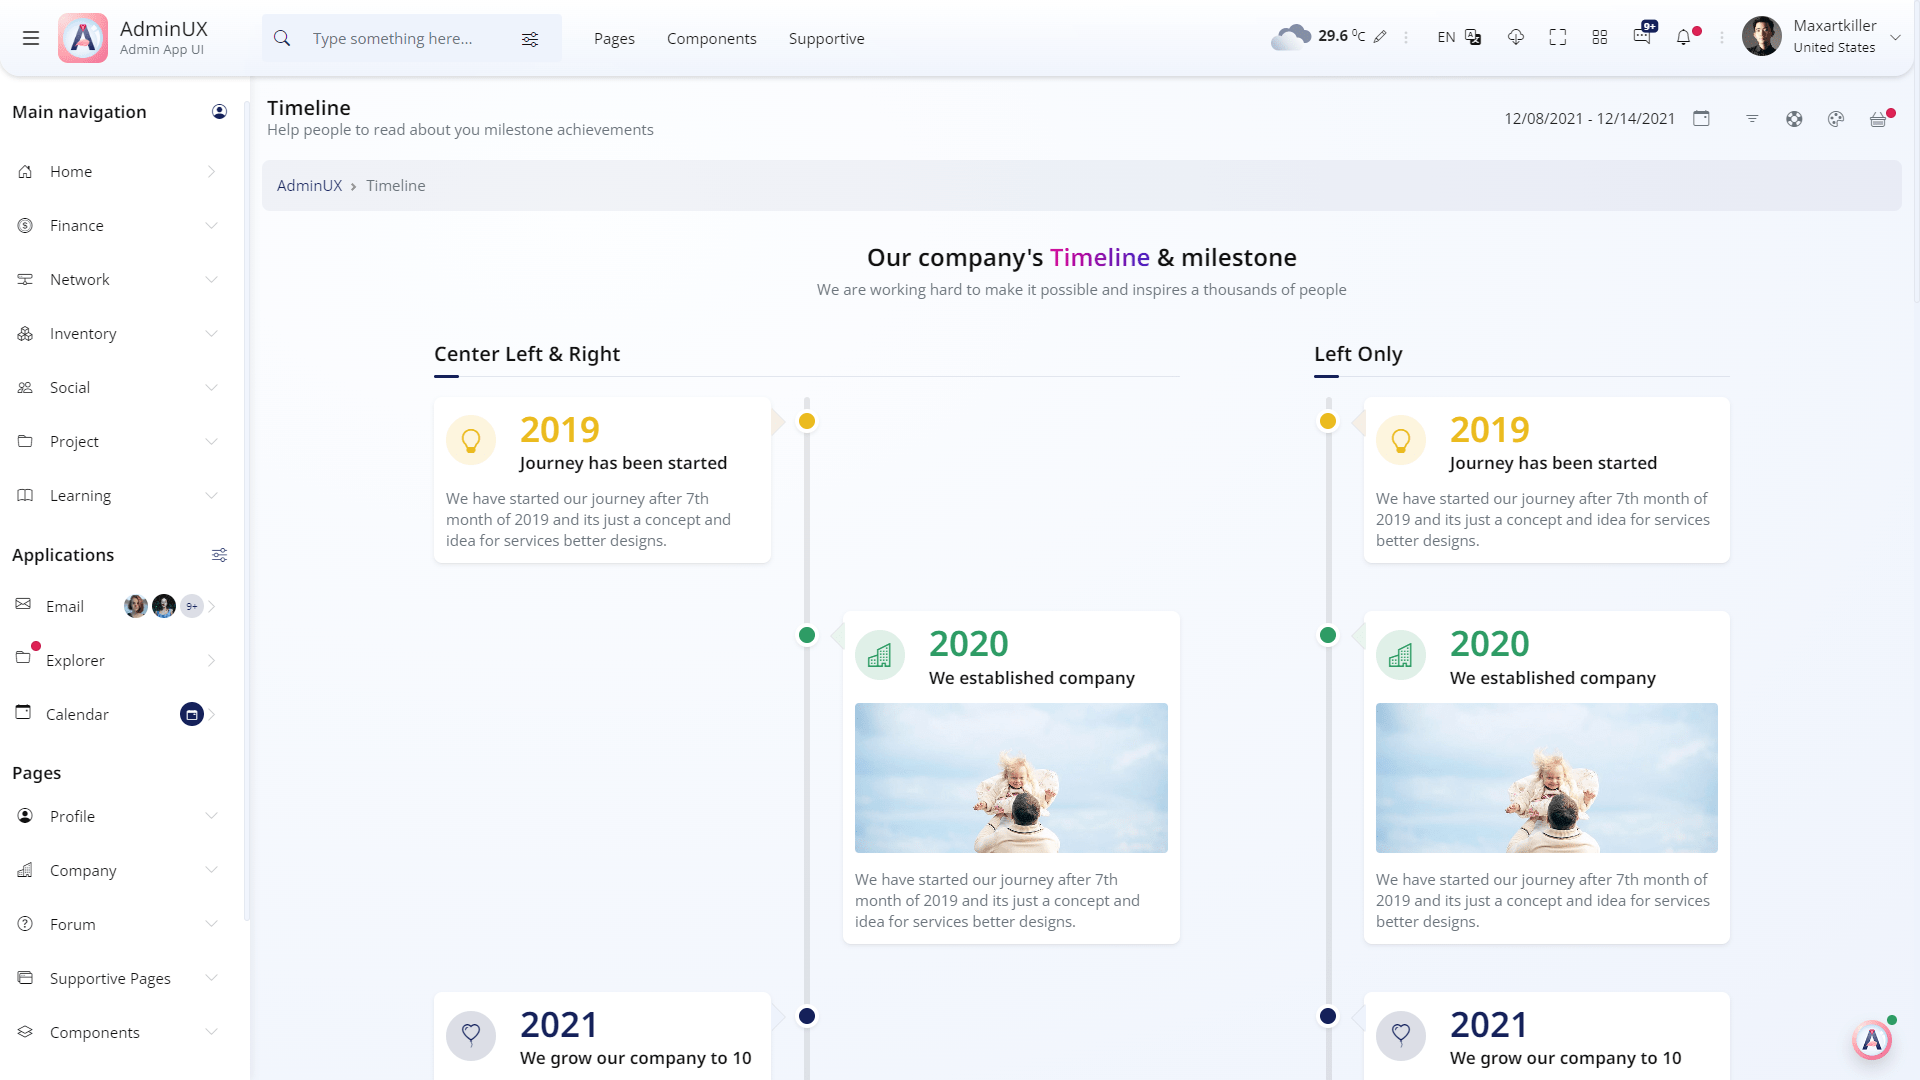 AdminUX
Admin App UI
Type something here...
Pages
Components
Supportive
29.6 °C
EN
9+
Maxartkiller
United States
Main navigation
Home
Finance
Network
Inventory
Social
Project
Learning
Applications
Email
9+
Explorer
Calendar
Pages
Profile
Company
Forum
Supportive Pages
Components
Timeline
Help people to read about you milestone achievements
12/08/2021 - 12/14/2021
AdminUX › Timeline
Our company's Timeline & milestone
We are working hard to make it possible and inspires a thousands of people
Center Left & Right
2019
Journey has been started
We have started our journey after 7th
month of 2019 and its just a concept and
idea for services better designs.
2020
We established company
We have started our journey after 7th
month of 2019 and its just a concept and
idea for services better designs.
2021
We grow our company to 10
Left Only
2019
Journey has been started
We have started our journey after 7th month of
2019 and its just a concept and idea for services
better designs.
2020
We established company
We have started our journey after 7th month of
2019 and its just a concept and idea for services
better designs.
2021
We grow our company to 10